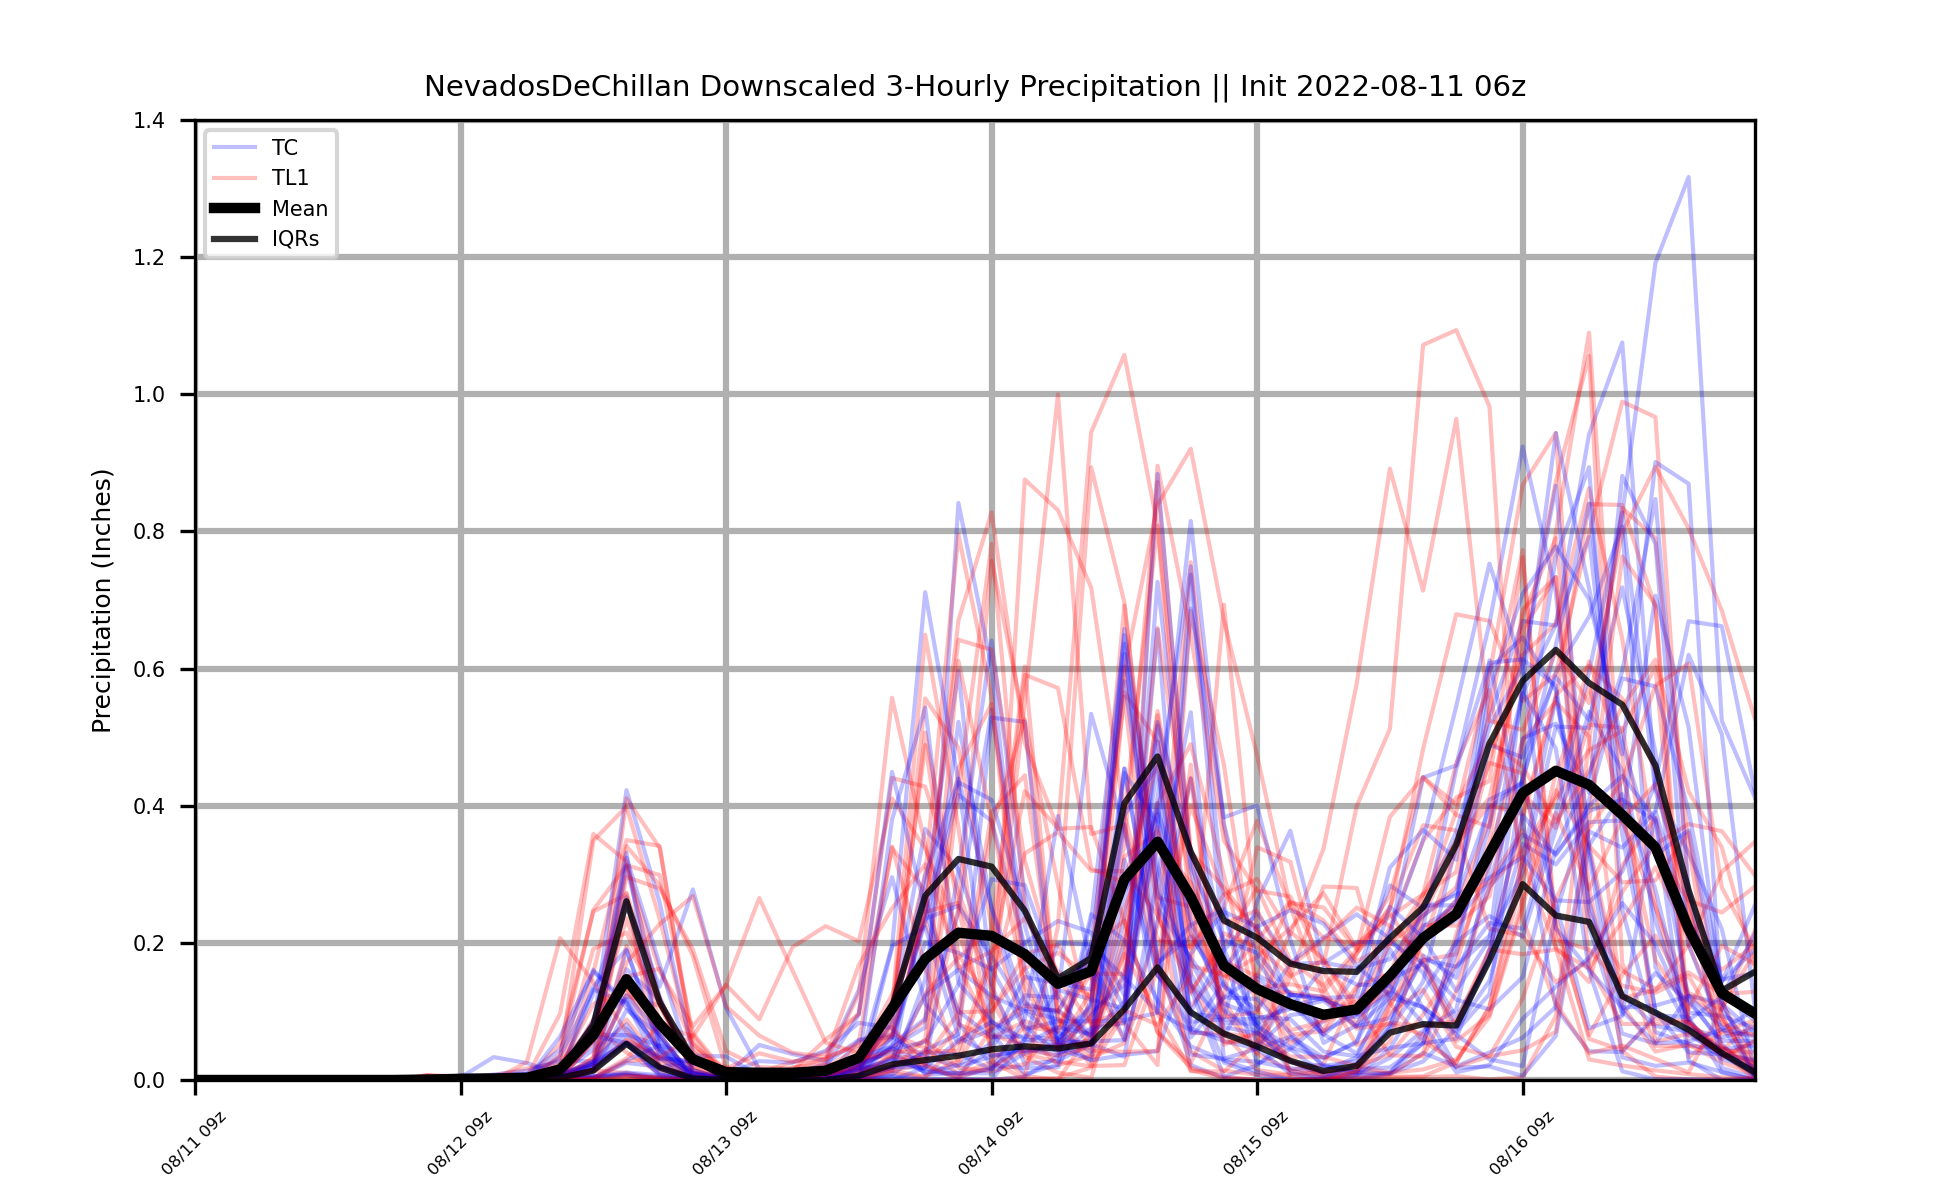 NevadosDeChillan Downscaled 3-Hourly Precipitation || Init 2022-08-11 06z
Precipitation (Inches)
1.4
1.2
1.0
0.8
0.6
0.4
0.2
0.0
TC
TL1
Mean
IQRs
08/11 09z
08/12 09z
08/13 09z
08/14 09z
08/15 09z
08/16 09z